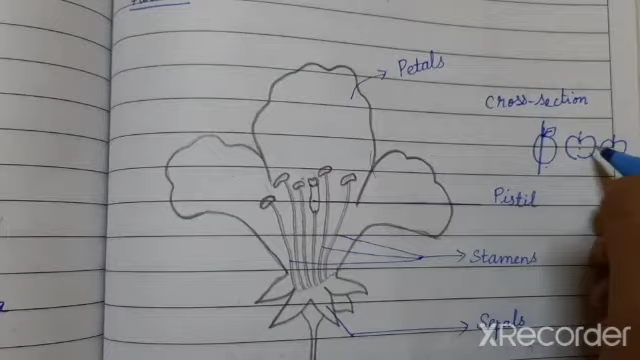 Petals
Cross-section
Pistil
Stamens
Sepals
XRecorder